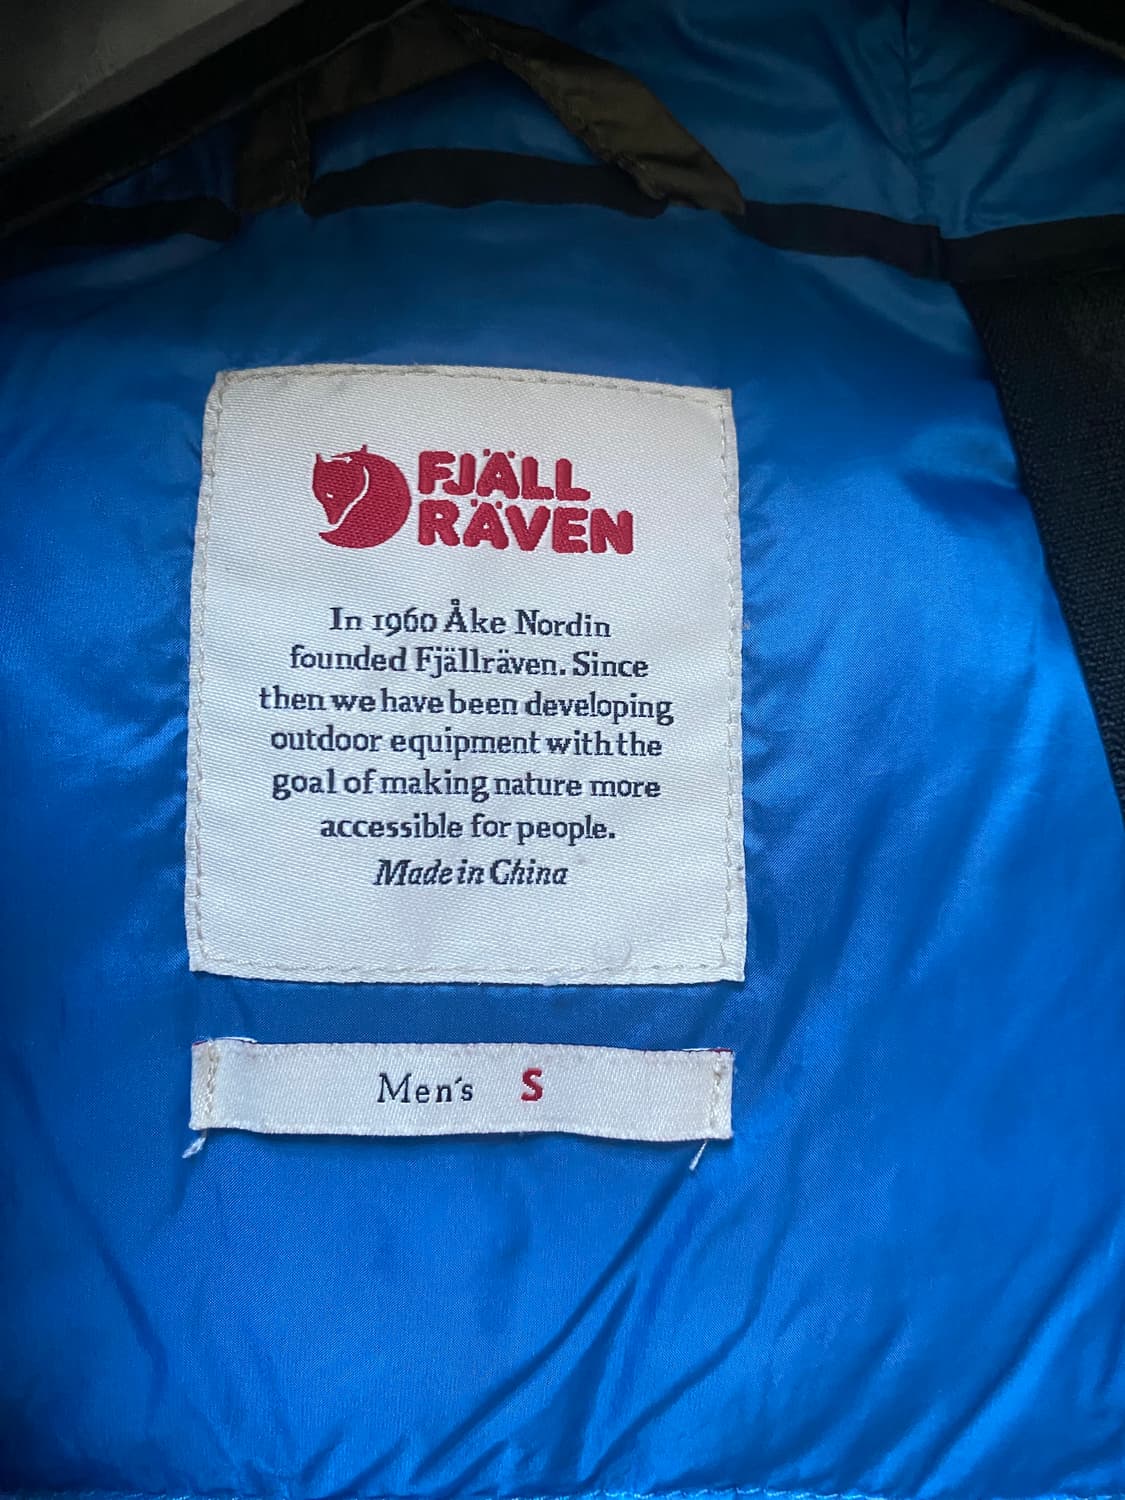 FJÄLL
RÄVEN
In 1960 Åke Nordin
founded Fjällräven. Since
then we have been developing
outdoor equipment with the
goal of making nature more
accessible for people.
Made in China
Men's S